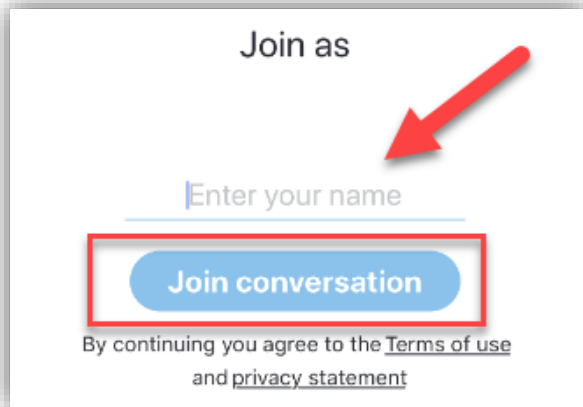 Join as
Enter your name
Join conversation
By continuing you agree to the Terms of use
and privacy statement